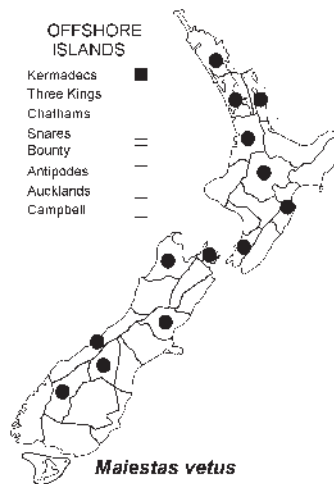 OFFSHORE
ISLANDS
Kermadecs
Three Kings
Chathams
Snares
Bounty
Antipodes
Aucklands
Campbell
Maiestas vetus